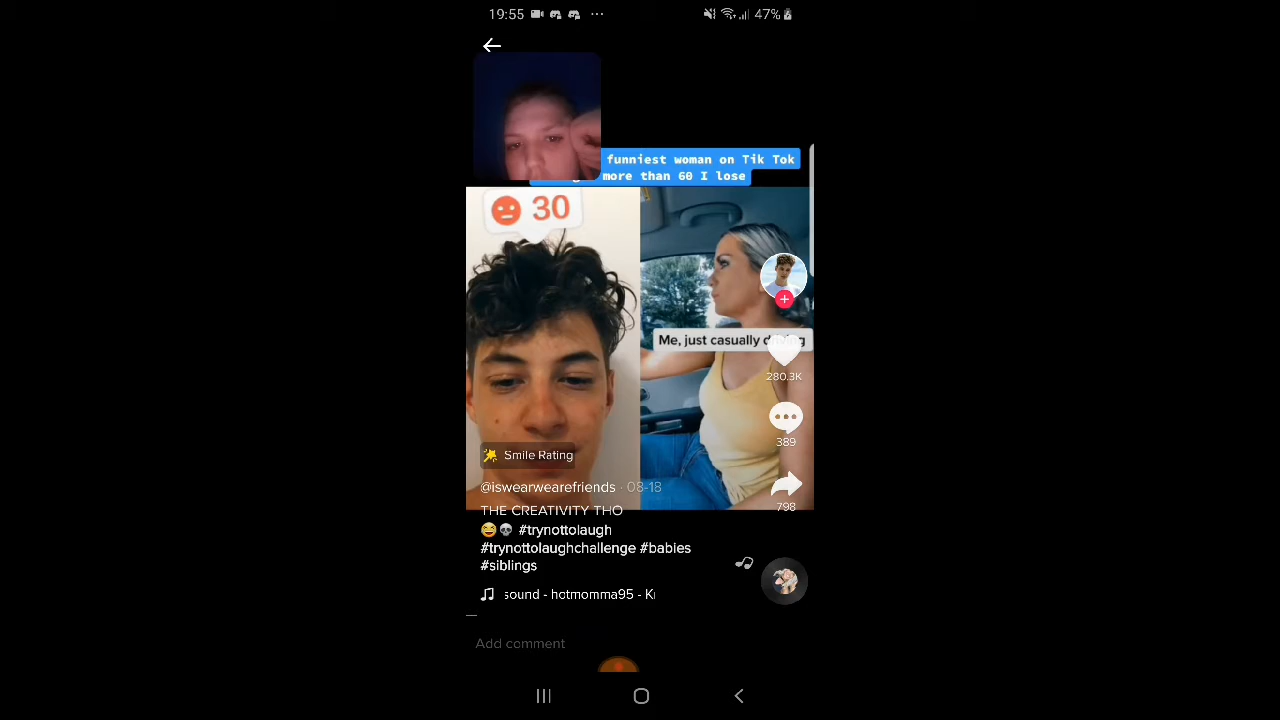 19:55
47%
funniest woman on Tik Tok
more than 60 I lose
30
Me, just casually
280.3K
389
Smile Rating
@iswearwearefriends · 08-18
798
THE CREATIVITY THO
#trynottolaugh
#trynottolaughchallenge #babies
#siblings
sound - hotmomma95 - Kr
Add comment